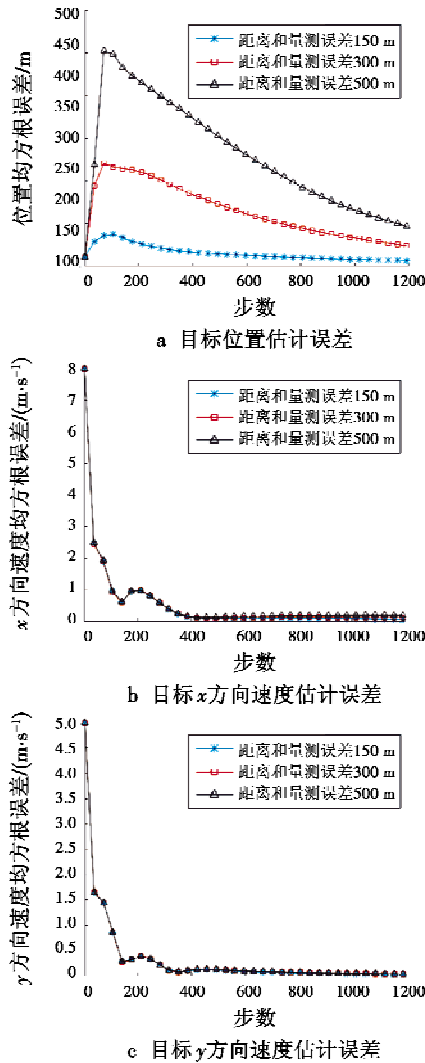 位置均方根误差/m
500
450
400
350
300
250
200
150
100
距离和量测误差150 m
距离和量测误差300 m
距离和量测误差500 m
0 200 400 600 800 1000 1200
步数
a 目标位置估计误差
x方向速度均方根误差/(m·s⁻¹)
8
7
6
5
4
3
2
1
0
距离和量测误差150 m
距离和量测误差300 m
距离和量测误差500 m
0 200 400 600 800 1000 1200
步数
b 目标x方向速度估计误差
y方向速度均方根误差/(m·s⁻¹)
5.0
4.5
4.0
3.5
3.0
2.5
2.0
1.5
1.0
0.5
0
距离和量测误差150 m
距离和量测误差300 m
距离和量测误差500 m
0 200 400 600 800 1000 1200
步数
c 目标y方向速度估计误差